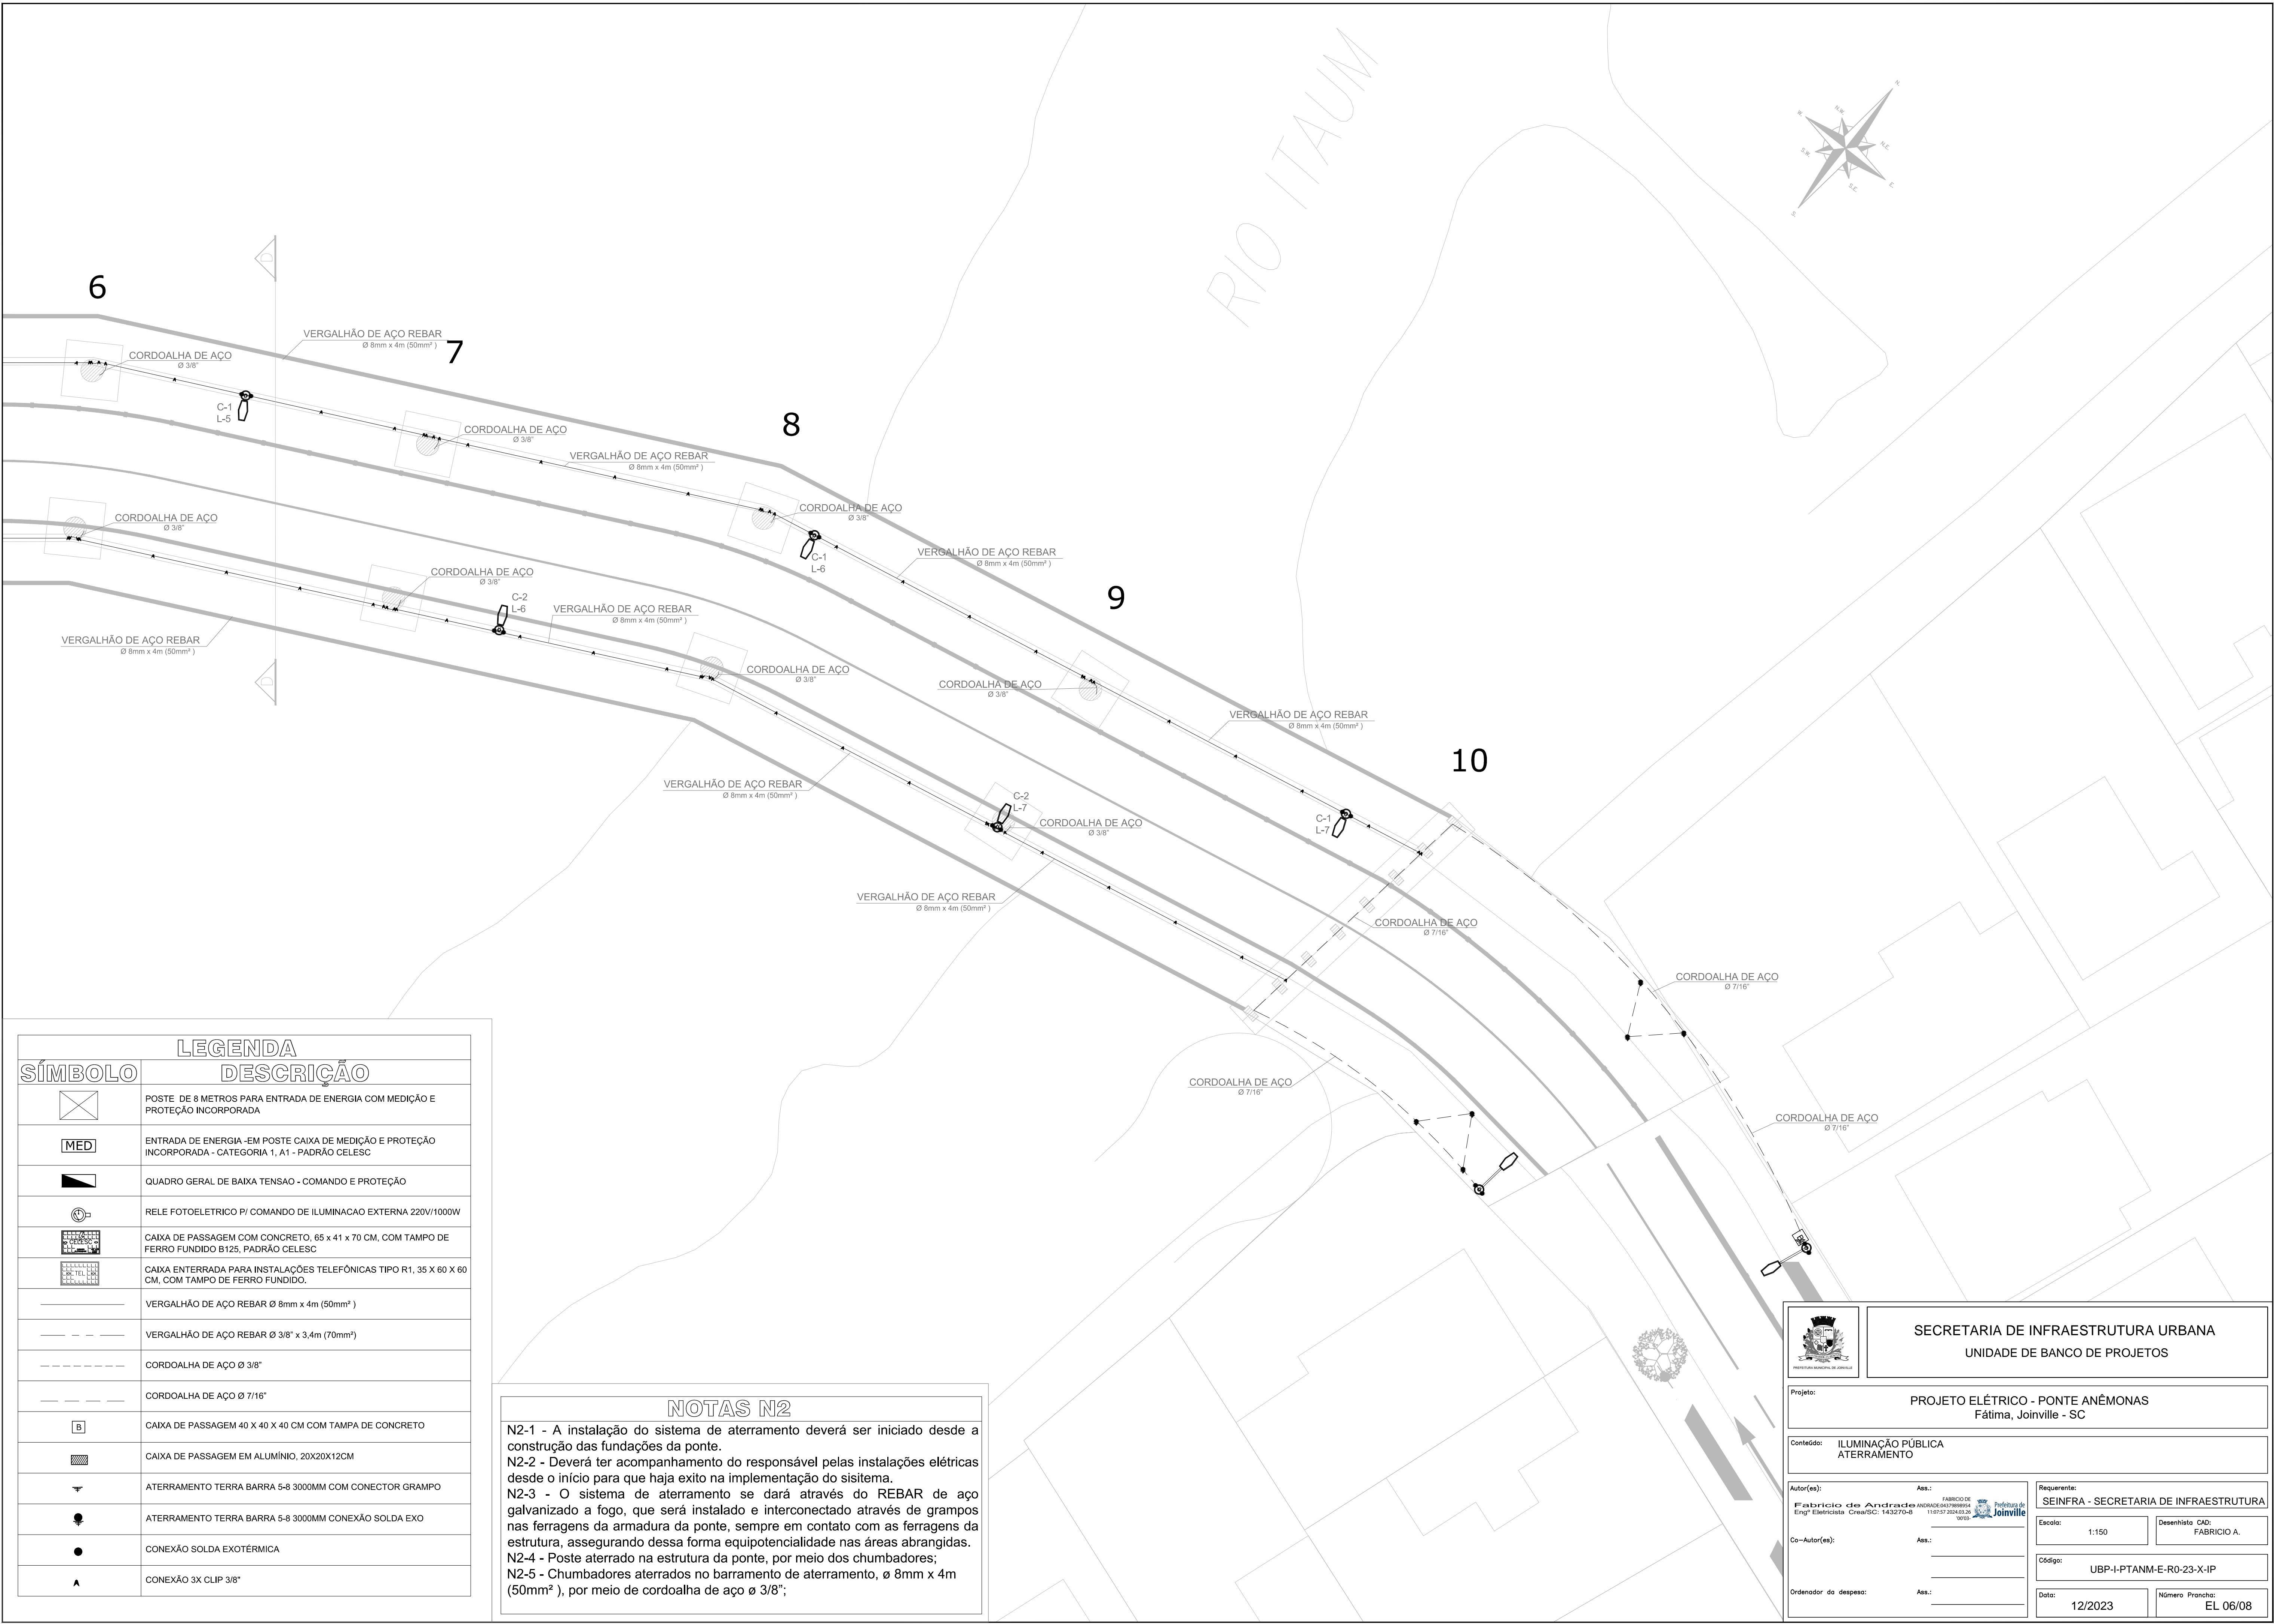 RIO ITAUM
N.
N.W.
W.
N.E.
S.W.
E.
S.E.
S.
6
7
8
9
10
VERGALHÃO DE AÇO REBAR
Ø 8mm x 4m (50mm² )
CORDOALHA DE AÇO
Ø 3/8"
D
C-1
L-5
CORDOALHA DE AÇO
Ø 3/8"
VERGALHÃO DE AÇO REBAR
Ø 8mm x 4m (50mm² )
CORDOALHA DE AÇO
Ø 3/8"
C-1
L-6
CORDOALHA DE AÇO
Ø 3/8"
VERGALHÃO DE AÇO REBAR
Ø 8mm x 4m (50mm² )
CORDOALHA DE AÇO
Ø 3/8"
C-2
L-6
VERGALHÃO DE AÇO REBAR
Ø 8mm x 4m (50mm² )
VERGALHÃO DE AÇO REBAR
Ø 8mm x 4m (50mm² )
D
CORDOALHA DE AÇO
Ø 3/8"
CORDOALHA DE AÇO
Ø 3/8"
VERGALHÃO DE AÇO REBAR
Ø 8mm x 4m (50mm² )
VERGALHÃO DE AÇO REBAR
Ø 8mm x 4m (50mm² )
C-2
L-7
CORDOALHA DE AÇO
Ø 3/8"
C-1
L-7
VERGALHÃO DE AÇO REBAR
Ø 8mm x 4m (50mm² )
CORDOALHA DE AÇO
Ø 7/16"
CORDOALHA DE AÇO
Ø 7/16"
CORDOALHA DE AÇO
Ø 7/16"
CORDOALHA DE AÇO
Ø 7/16"
B
LEGENDA
SÍMBOLO DESCRIÇÃO
POSTE DE 8 METROS PARA ENTRADA DE ENERGIA COM MEDIÇÃO E
PROTEÇÃO INCORPORADA
MED
ENTRADA DE ENERGIA -EM POSTE CAIXA DE MEDIÇÃO E PROTEÇÃO
INCORPORADA - CATEGORIA 1, A1 - PADRÃO CELESC
QUADRO GERAL DE BAIXA TENSAO - COMANDO E PROTEÇÃO
RELE FOTOELETRICO P/ COMANDO DE ILUMINACAO EXTERNA 220V/1000W
CELESC
CAIXA DE PASSAGEM COM CONCRETO, 65 x 41 x 70 CM, COM TAMPO DE
FERRO FUNDIDO B125, PADRÃO CELESC
TEL
CAIXA ENTERRADA PARA INSTALAÇÕES TELEFÔNICAS TIPO R1, 35 X 60 X 60
CM, COM TAMPO DE FERRO FUNDIDO.
VERGALHÃO DE AÇO REBAR Ø 8mm x 4m (50mm² )
VERGALHÃO DE AÇO REBAR Ø 3/8" x 3,4m (70mm²)
CORDOALHA DE AÇO Ø 3/8"
CORDOALHA DE AÇO Ø 7/16"
B CAIXA DE PASSAGEM 40 X 40 X 40 CM COM TAMPA DE CONCRETO
CAIXA DE PASSAGEM EM ALUMÍNIO, 20X20X12CM
ATERRAMENTO TERRA BARRA 5-8 3000MM COM CONECTOR GRAMPO
ATERRAMENTO TERRA BARRA 5-8 3000MM CONEXÃO SOLDA EXO
CONEXÃO SOLDA EXOTÉRMICA
CONEXÃO 3X CLIP 3/8"
NOTAS N2
N2-1 - A instalação do sistema de aterramento deverá ser iniciado desde a
construção das fundações da ponte.
N2-2 - Deverá ter acompanhamento do responsável pelas instalações elétricas
desde o início para que haja exito na implementação do sisitema.
N2-3 - O sistema de aterramento se dará através do REBAR de aço
galvanizado a fogo, que será instalado e interconectado através de grampos
nas ferragens da armadura da ponte, sempre em contato com as ferragens da
estrutura, assegurando dessa forma equipotencialidade nas áreas abrangidas.
N2-4 - Poste aterrado na estrutura da ponte, por meio dos chumbadores;
N2-5 - Chumbadores aterrados no barramento de aterramento, ø 8mm x 4m
(50mm² ), por meio de cordoalha de aço ø 3/8";
PREFEITURA MUNICIPAL DE JOINVILLE
SECRETARIA DE INFRAESTRUTURA URBANA
UNIDADE DE BANCO DE PROJETOS
Projeto:
PROJETO ELÉTRICO - PONTE ANÊMONAS
Fátima, Joinville - SC
Conteúdo: ILUMINAÇÃO PÚBLICA
ATERRAMENTO
Autor(es): Ass.:
Fabricio de Andrade
Engº Eletricista Crea/SC: 143270-8
FABRICIO DE
ANDRADE:04379898954
11:07:57 2024.03.26
'00'03-
Prefeitura de
Joinville
Co-Autor(es): Ass.:
Ordenador da despesa: Ass.:
Requerente:
SEINFRA - SECRETARIA DE INFRAESTRUTURA
Escala:
1:150
Desenhista CAD:
FABRICIO A.
Código:
UBP-I-PTANM-E-R0-23-X-IP
Data:
12/2023
Número Prancha:
EL 06/08